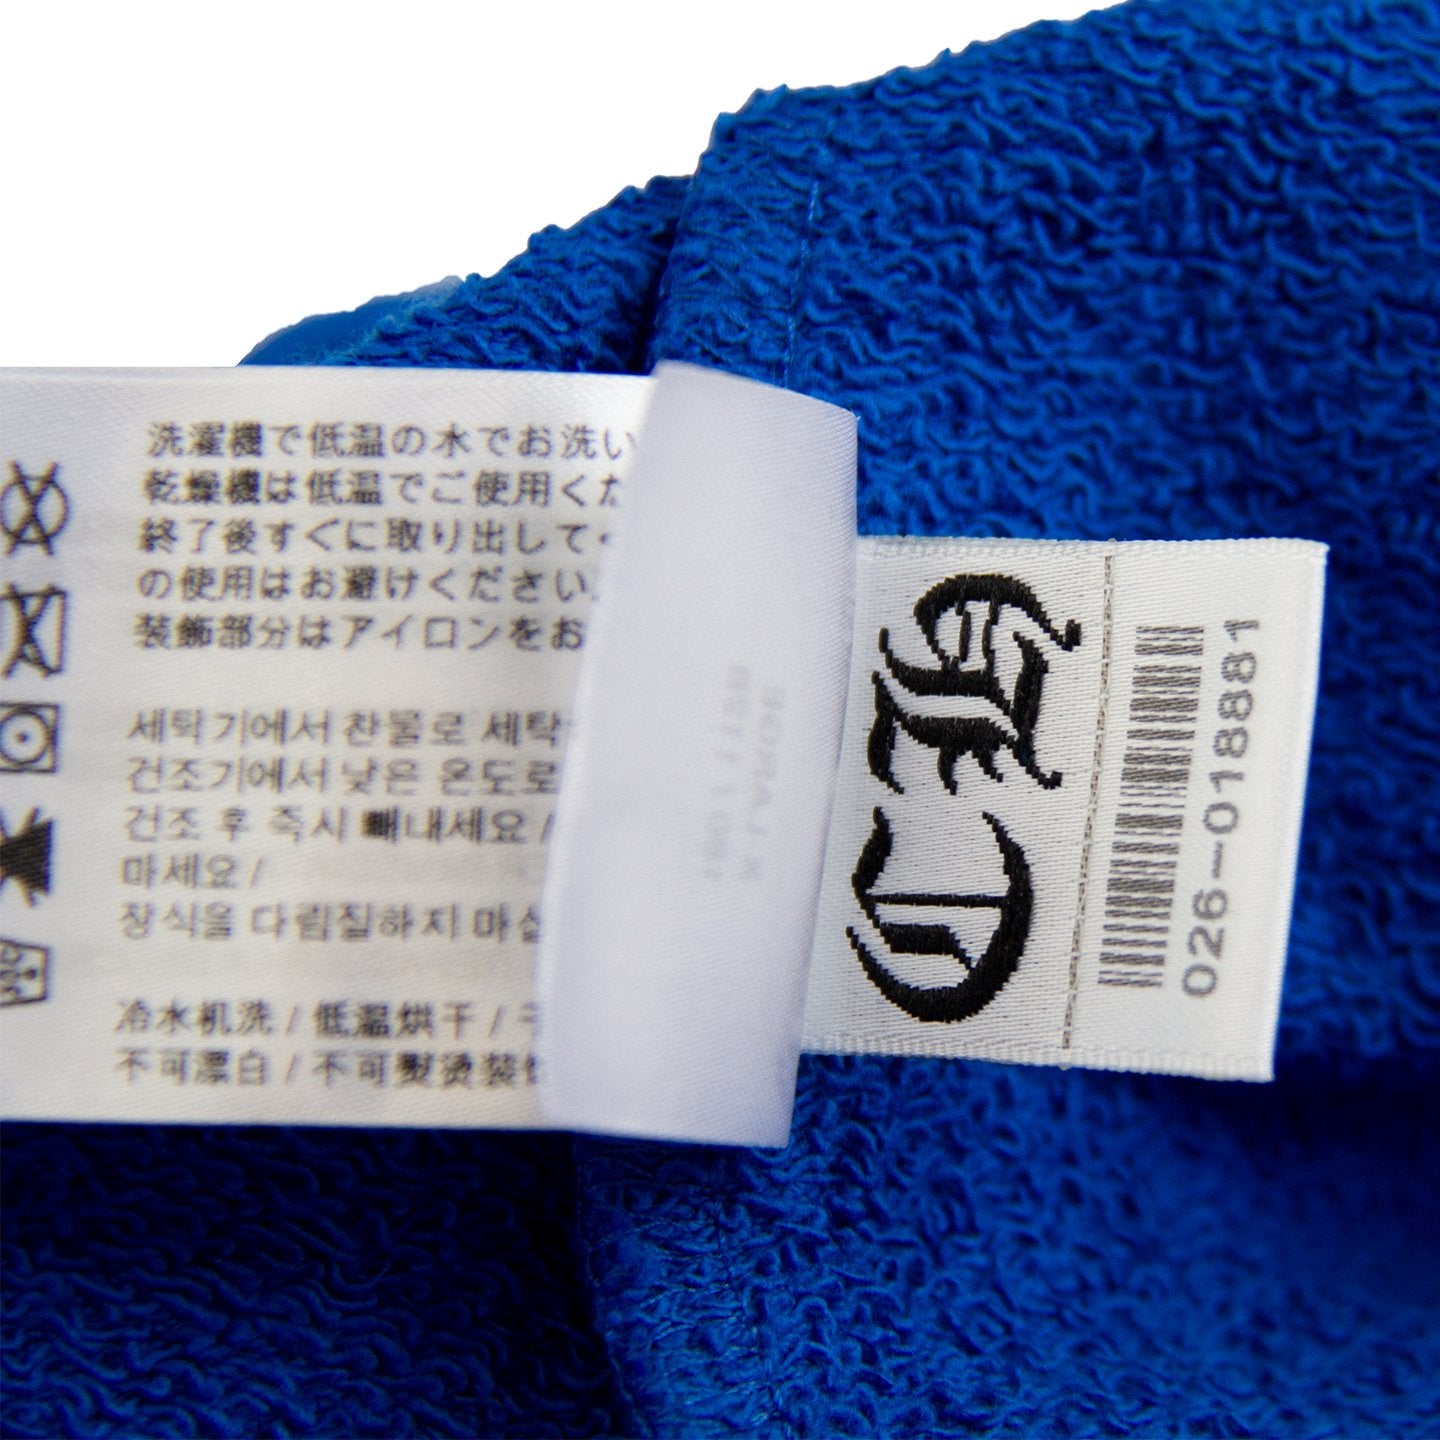 洗濯機で低温の水でお洗い
乾燥機は低温でご使用くだ
終了後すぐに取り出して
の使用はお避けください。
装飾部分はアイロンをお
세탁기에서 찬물로 세탁
건조기에서 낮은 온도로
건조 후 즉시 빼내세요 /
마세요 /
장식을 다림질하지 마십
冷水机洗 / 低温烘干 / 干
不可漂白 / 不可熨烫装饰
CH
026-018881